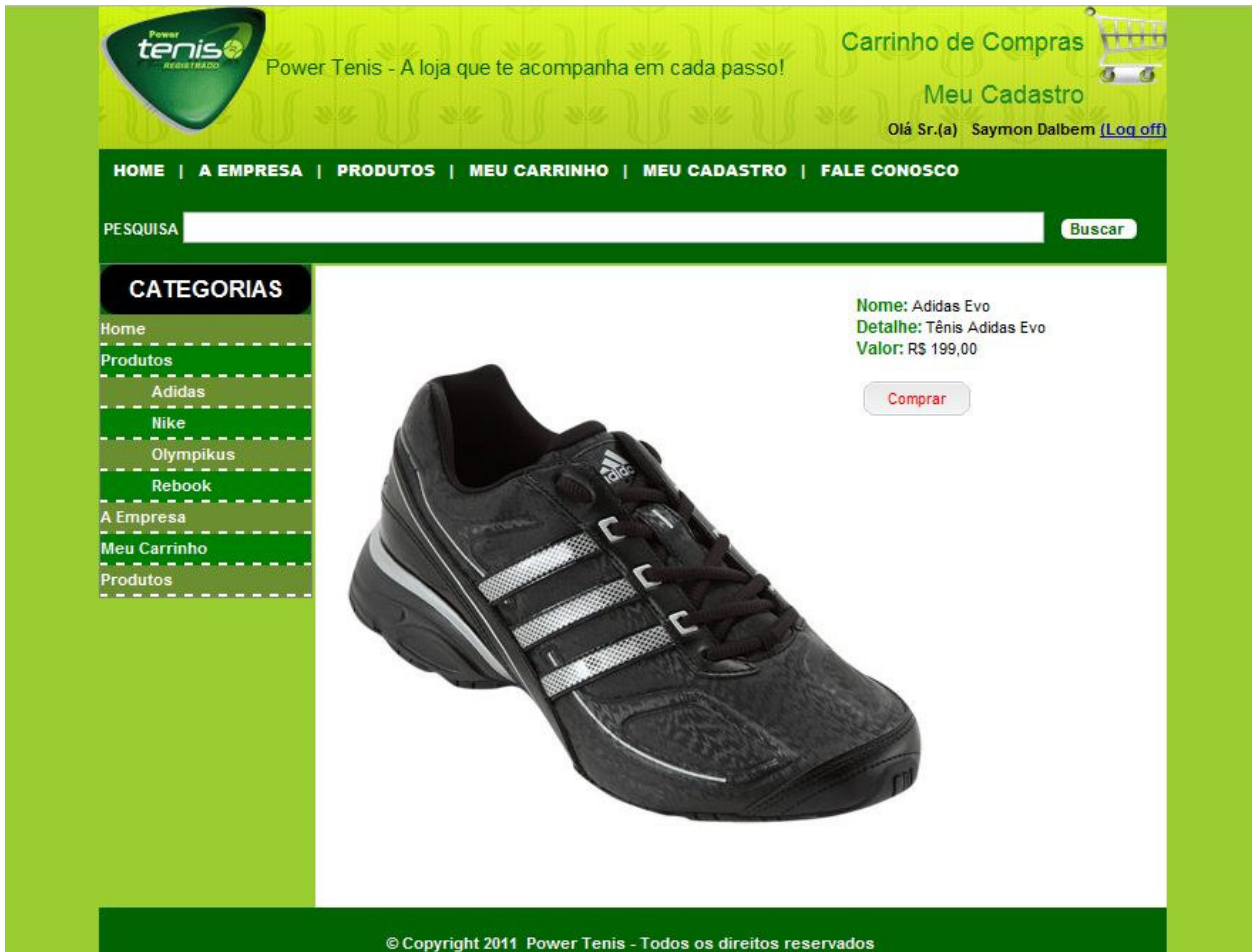 Power
tenis
REGISTRADO
Power Tenis - A loja que te acompanha em cada passo!
Carrinho de Compras
Meu Cadastro
Olá Sr.(a) Saymon Dalbem (Log off)
HOME | A EMPRESA | PRODUTOS | MEU CARRINHO | MEU CADASTRO | FALE CONOSCO
PESQUISA
Buscar
CATEGORIAS
Home
Produtos
Adidas
Nike
Olympikus
Rebook
A Empresa
Meu Carrinho
Produtos
Nome: Adidas Evo
Detalhe: Tênis Adidas Evo
Valor: R$ 199,00
Comprar
adidas
© Copyright 2011 Power Tenis - Todos os direitos reservados